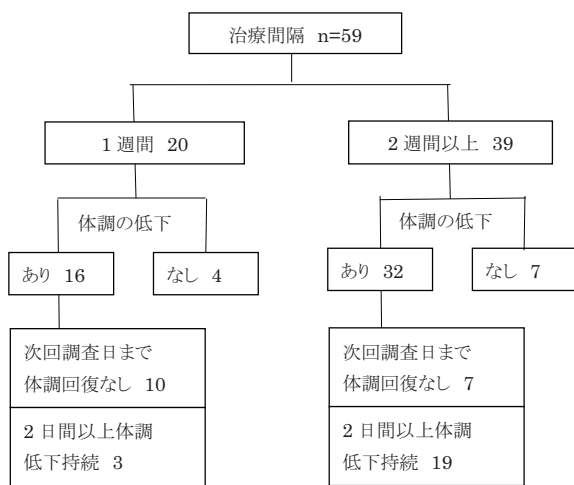 治療間隔 n=59
1週間 20
2週間以上 39
体調の低下
体調の低下
あり 16
なし 4
あり 32
なし 7
次回調査日まで
体調回復なし 10
2日間以上体調
低下持続 3
次回調査日まで
体調回復なし 7
2日間以上体調
低下持続 19